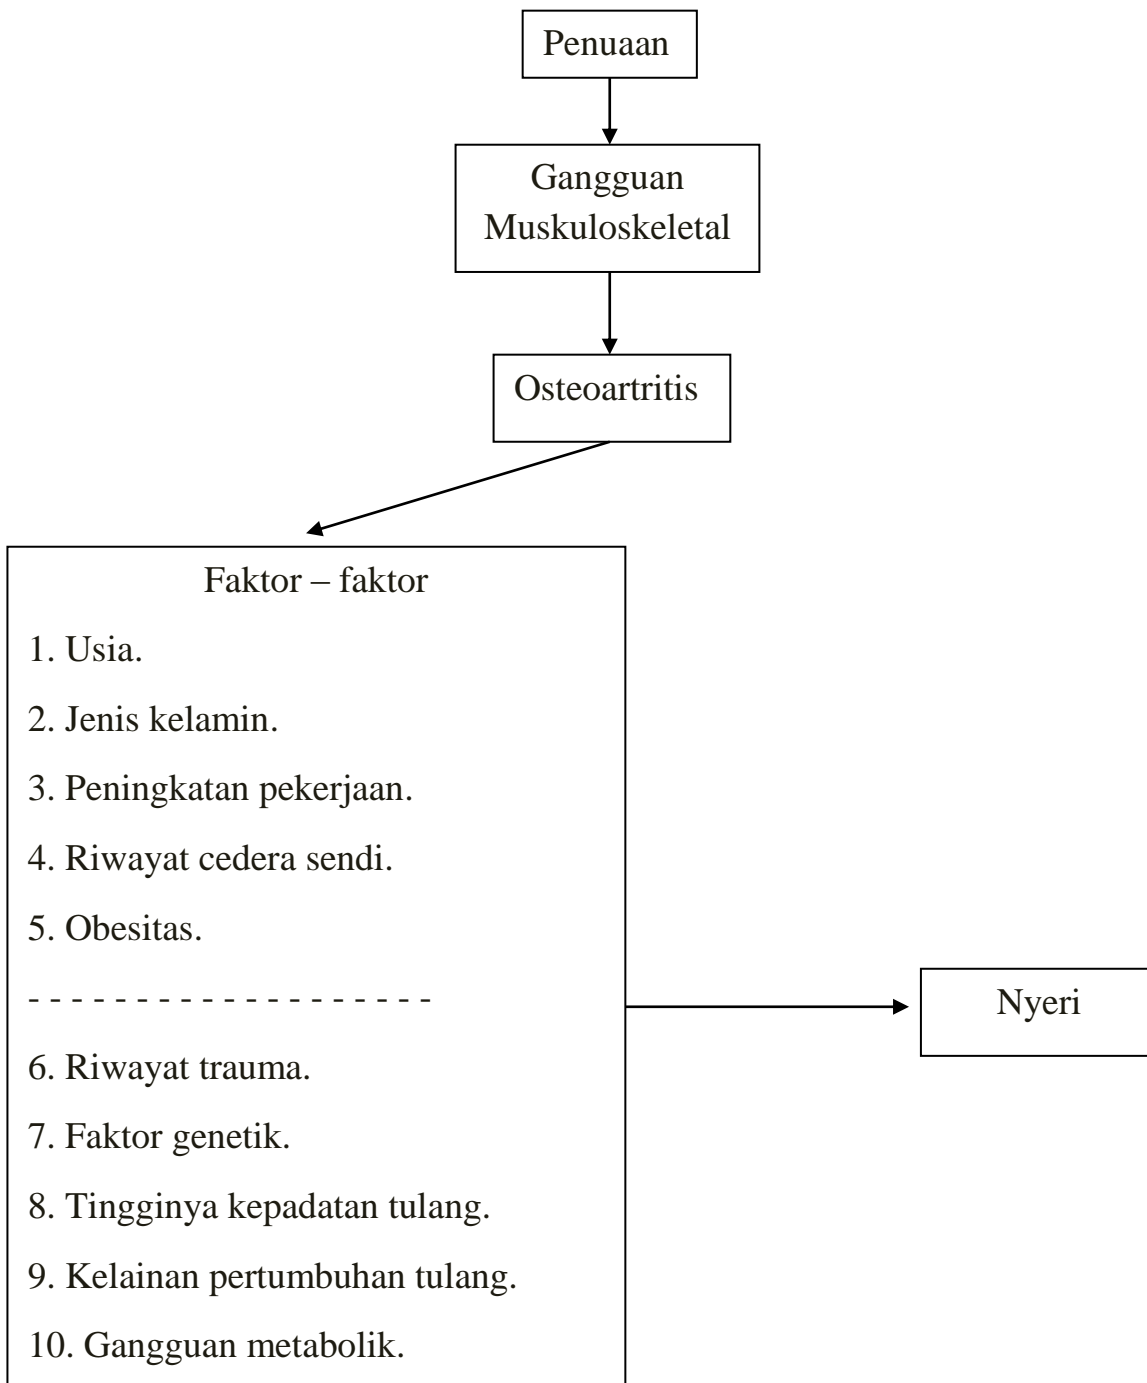 Penuaan
Gangguan
Muskuloskeletal
Osteoartritis
Faktor – faktor
1. Usia.
2. Jenis kelamin.
3. Peningkatan pekerjaan.
4. Riwayat cedera sendi.
5. Obesitas.
- - - - - - - - - - - - - - - - - - -
Nyeri
6. Riwayat trauma.
7. Faktor genetik.
8. Tingginya kepadatan tulang.
9. Kelainan pertumbuhan tulang.
10. Gangguan metabolik.